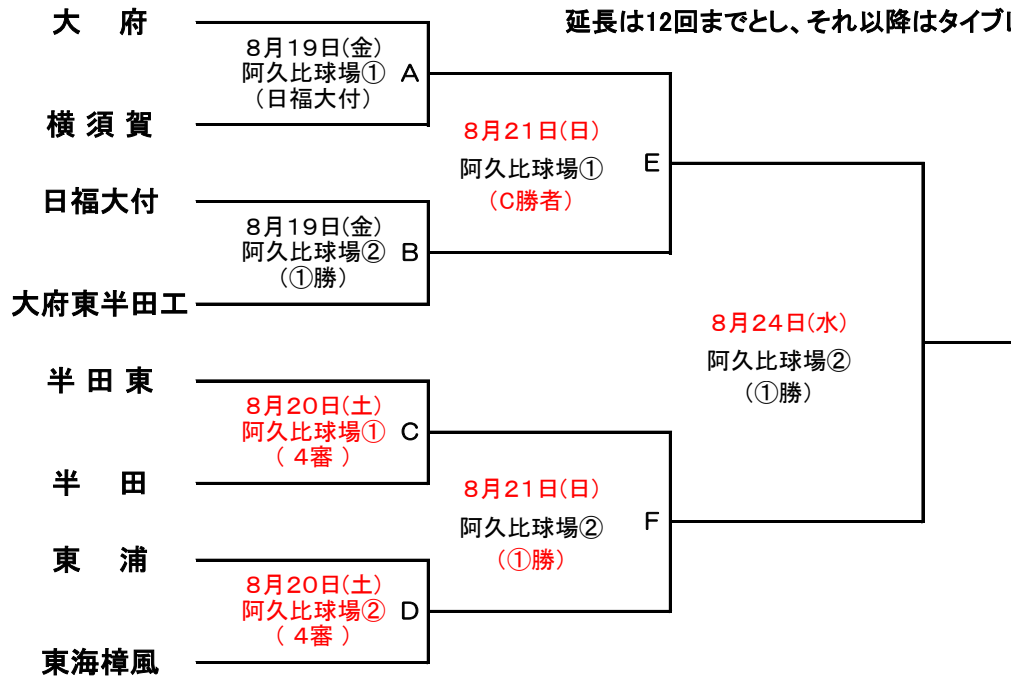 延長は12回までとし、それ以降はタイブレ
大　府
8月19日(金)
阿久比球場① A
(日福大付)
横 須 賀
8月21日(日)
阿久比球場① E
(C勝者)
日福大付
8月19日(金)
阿久比球場② B
(①勝)
大府東半田工
8月24日(水)
阿久比球場②
(①勝)
半 田 東
8月20日(土)
阿久比球場① C
( 4審 )
半　田
8月21日(日)
阿久比球場② F
(①勝)
東　浦
8月20日(土)
阿久比球場② D
( 4審 )
東海樟風